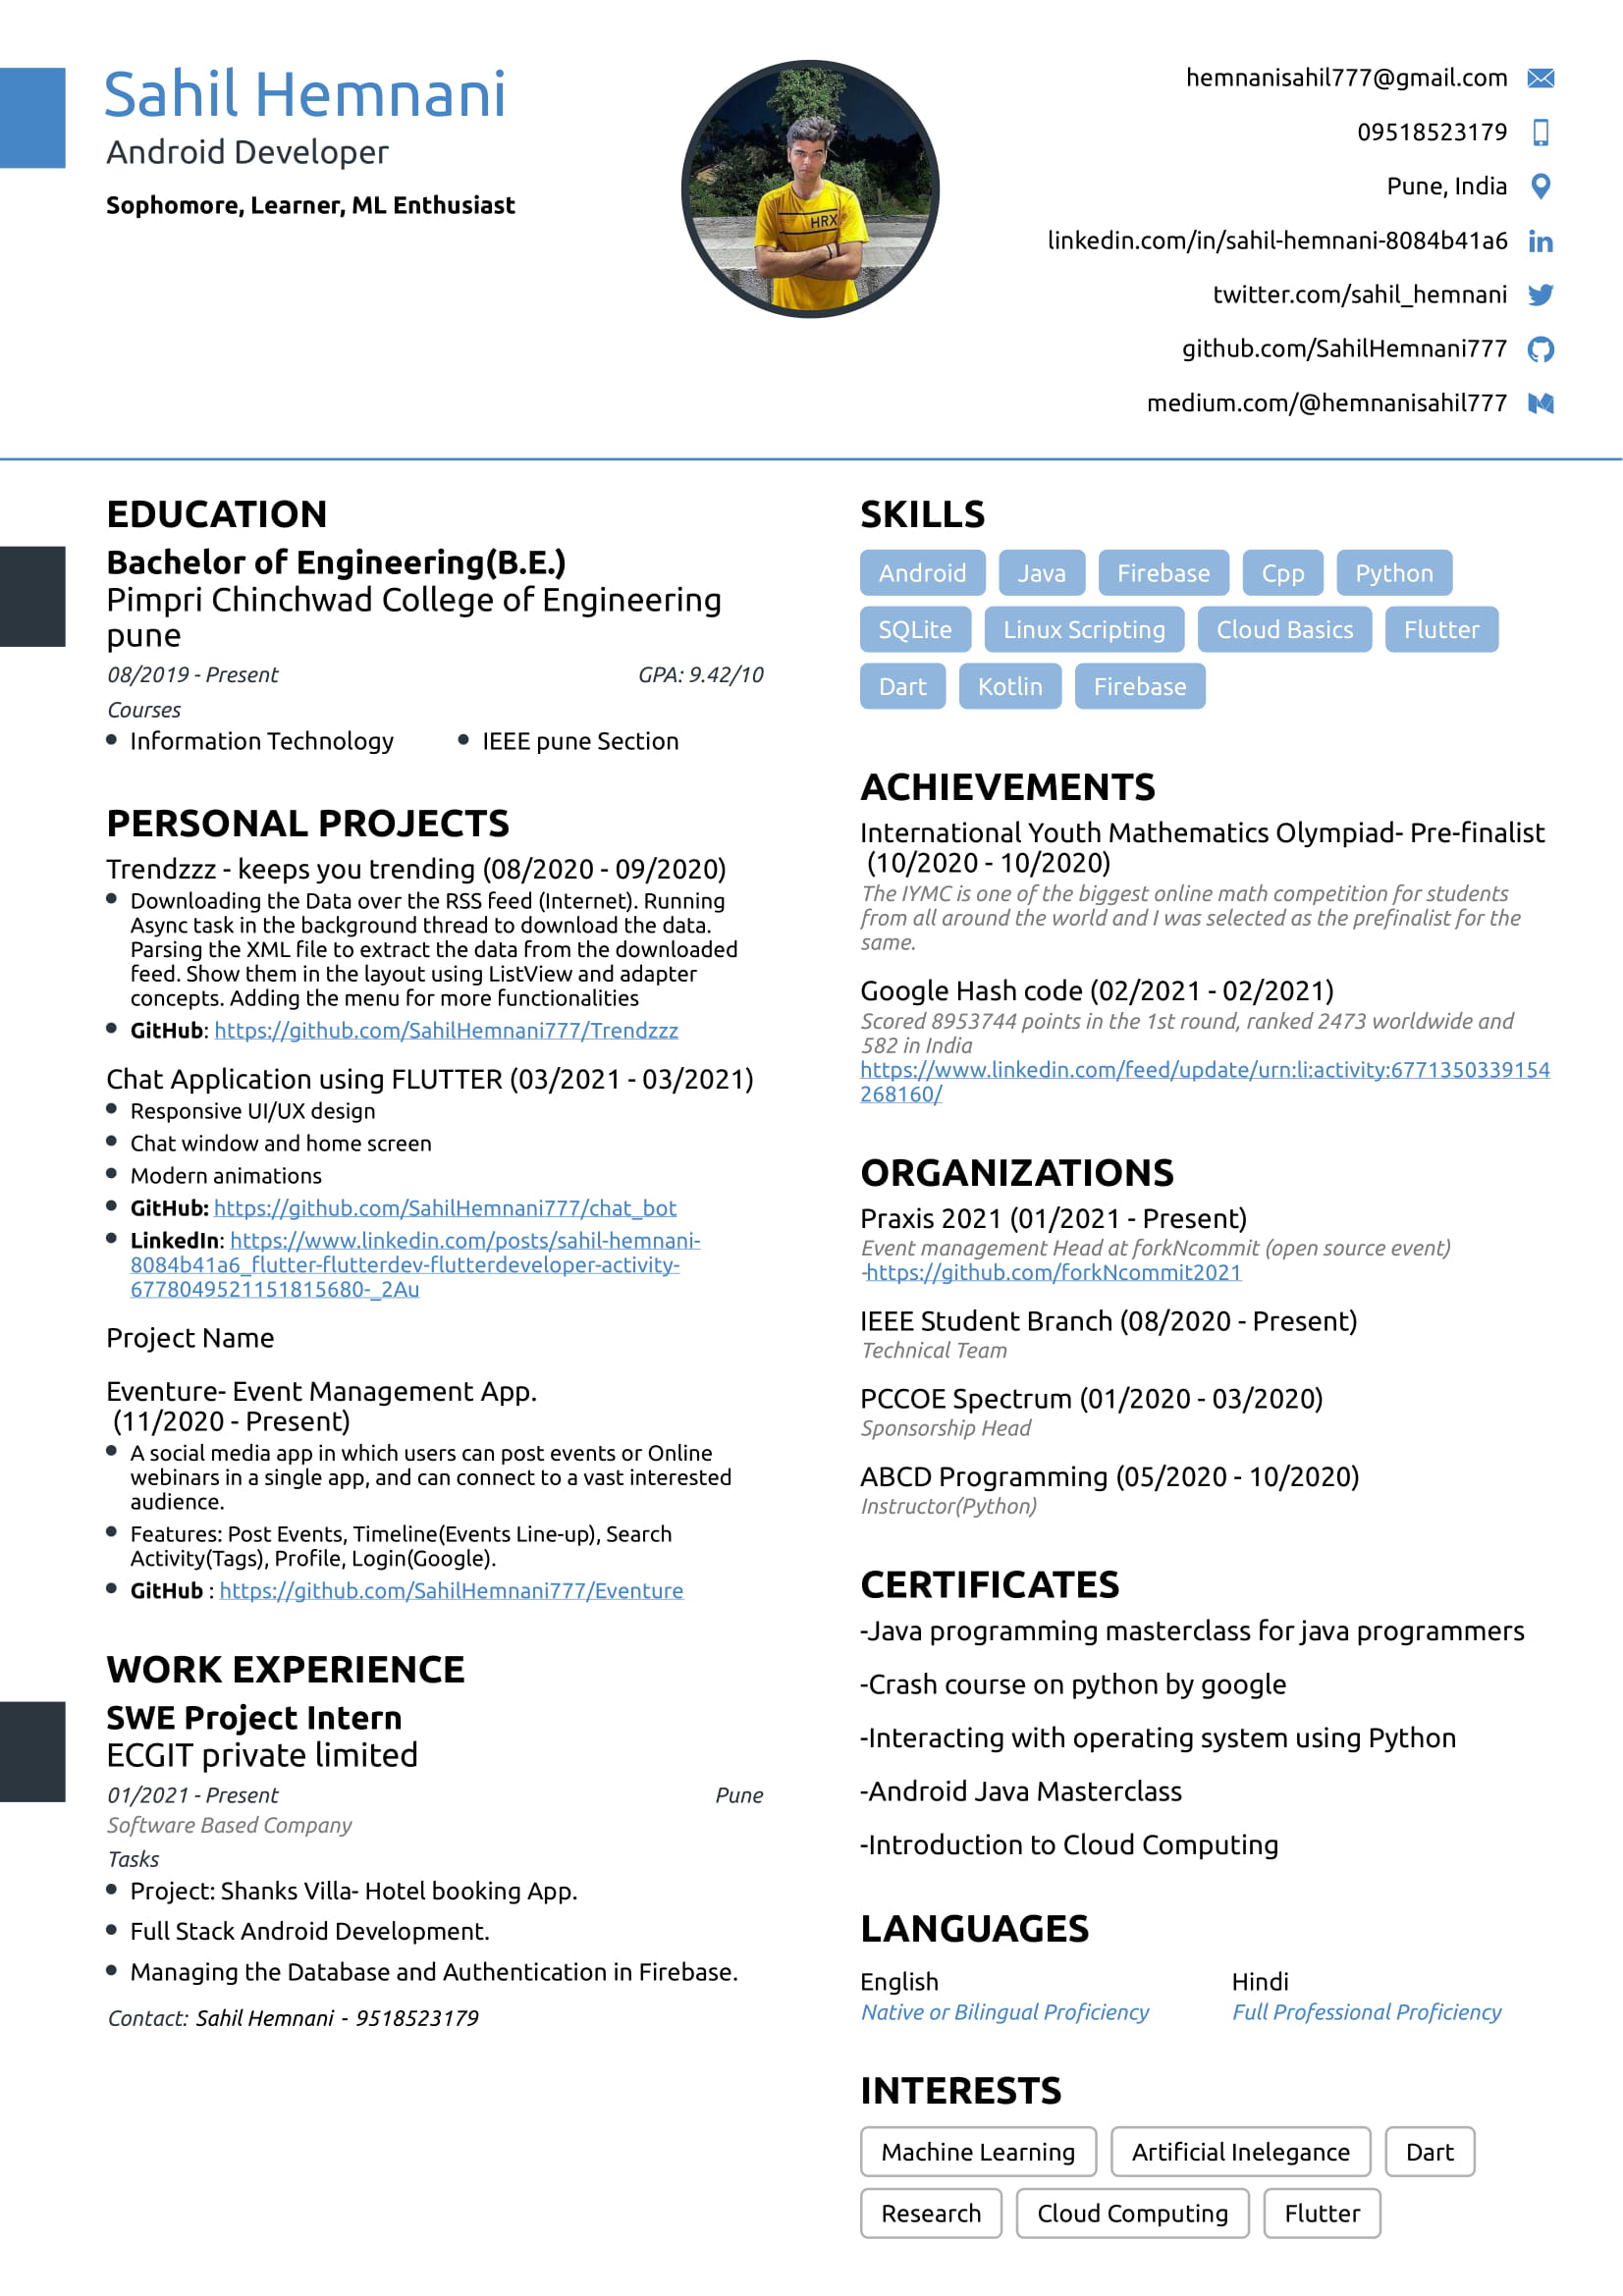 Sahil Hemnani
Android Developer
Sophomore, Learner, ML Enthusiast
HRX
hemnanisahil777@gmail.com
09518523179
Pune, India
linkedin.com/in/sahil-hemnani-8084b41a6
twitter.com/sahil_hemnani
github.com/SahilHemnani777
medium.com/@hemnanisahil777
EDUCATION
Bachelor of Engineering(B.E.)
Pimpri Chinchwad College of Engineering
pune
08/2019 - Present GPA: 9.42/10
Courses
• Information Technology • IEEE pune Section
PERSONAL PROJECTS
Trendzzz - keeps you trending (08/2020 - 09/2020)
• Downloading the Data over the RSS feed (Internet). Running
Async task in the background thread to download the data.
Parsing the XML file to extract the data from the downloaded
feed. Show them in the layout using ListView and adapter
concepts. Adding the menu for more functionalities
• GitHub: https://github.com/SahilHemnani777/Trendzzz
Chat Application using FLUTTER (03/2021 - 03/2021)
• Responsive UI/UX design
• Chat window and home screen
• Modern animations
• GitHub: https://github.com/SahilHemnani777/chat_bot
• LinkedIn: https://www.linkedin.com/posts/sahil-hemnani-
8084b41a6_flutter-flutterdev-flutterdeveloper-activity-
6778049521151815680-_2Au
Project Name
Eventure- Event Management App.
(11/2020 - Present)
• A social media app in which users can post events or Online
webinars in a single app, and can connect to a vast interested
audience.
• Features: Post Events, Timeline(Events Line-up), Search
Activity(Tags), Profile, Login(Google).
• GitHub : https://github.com/SahilHemnani777/Eventure
WORK EXPERIENCE
SWE Project Intern
ECGIT private limited
01/2021 - Present Pune
Software Based Company
Tasks
• Project: Shanks Villa- Hotel booking App.
• Full Stack Android Development.
• Managing the Database and Authentication in Firebase.
Contact: Sahil Hemnani - 9518523179
SKILLS
Android Java Firebase Cpp Python
SQLite Linux Scripting Cloud Basics Flutter
Dart Kotlin Firebase
ACHIEVEMENTS
International Youth Mathematics Olympiad- Pre-finalist
(10/2020 - 10/2020)
The IYMC is one of the biggest online math competition for students
from all around the world and I was selected as the prefinalist for the
same.
Google Hash code (02/2021 - 02/2021)
Scored 8953744 points in the 1st round, ranked 2473 worldwide and
582 in India
https://www.linkedin.com/feed/update/urn:li:activity:6771350339154
268160/
ORGANIZATIONS
Praxis 2021 (01/2021 - Present)
Event management Head at forkNcommit (open source event)
-https://github.com/forkNcommit2021
IEEE Student Branch (08/2020 - Present)
Technical Team
PCCOE Spectrum (01/2020 - 03/2020)
Sponsorship Head
ABCD Programming (05/2020 - 10/2020)
Instructor(Python)
CERTIFICATES
-Java programming masterclass for java programmers
-Crash course on python by google
-Interacting with operating system using Python
-Android Java Masterclass
-Introduction to Cloud Computing
LANGUAGES
English Hindi
Native or Bilingual Proficiency Full Professional Proficiency
INTERESTS
Machine Learning Artificial Inelegance Dart
Research Cloud Computing Flutter